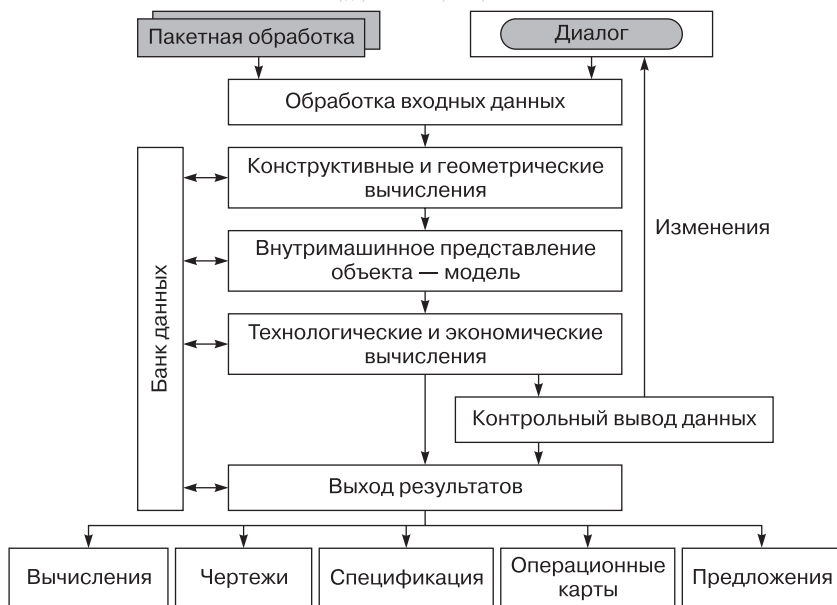 Пакетная обработка
Диалог
Обработка входных данных
Конструктивные и геометрические
вычисления
Изменения
Внутримашинное представление
объекта — модель
Банк данных
Технологические и экономические
вычисления
Контрольный вывод данных
Выход результатов
Вычисления
Чертежи
Спецификация
Операционные
карты
Предложения